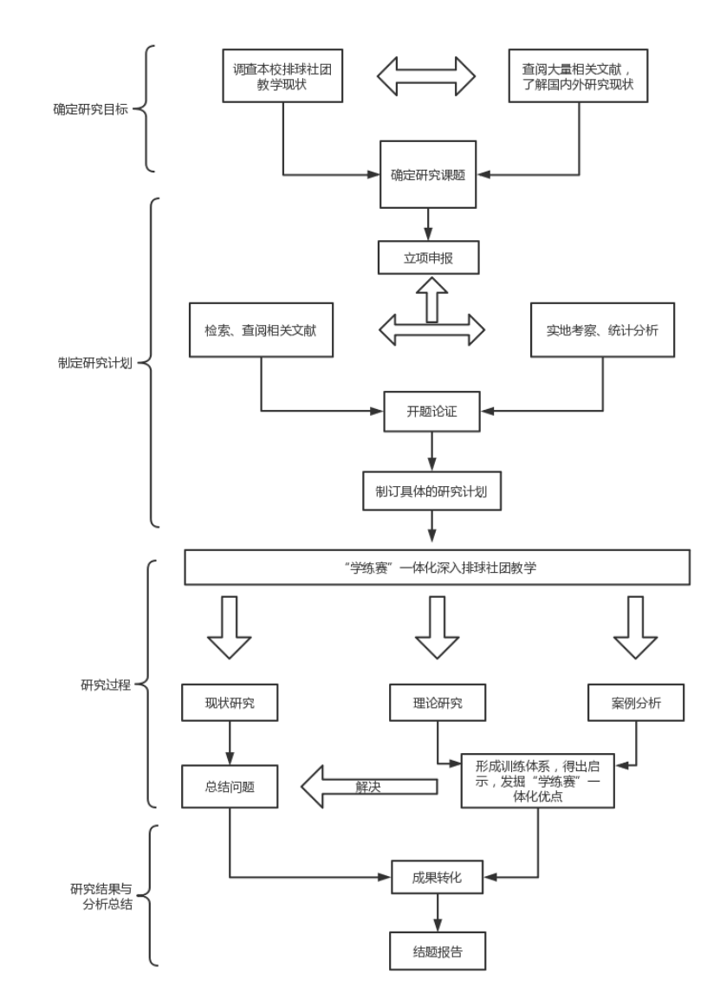 调查本校排球社团
教学现状
查阅大量相关文献，
了解国内外研究现状
确定研究目标
确定研究课题
立项申报
检索、查阅相关文献
实地考察、统计分析
制定研究计划
开题论证
制订具体的研究计划
“学练赛”一体化深入排球社团教学
研究过程
现状研究
理论研究
案例分析
总结问题
解决
形成训练体系，得出启
示，发掘“学练赛”一
体化优点
研究结果与
分析总结
成果转化
结题报告